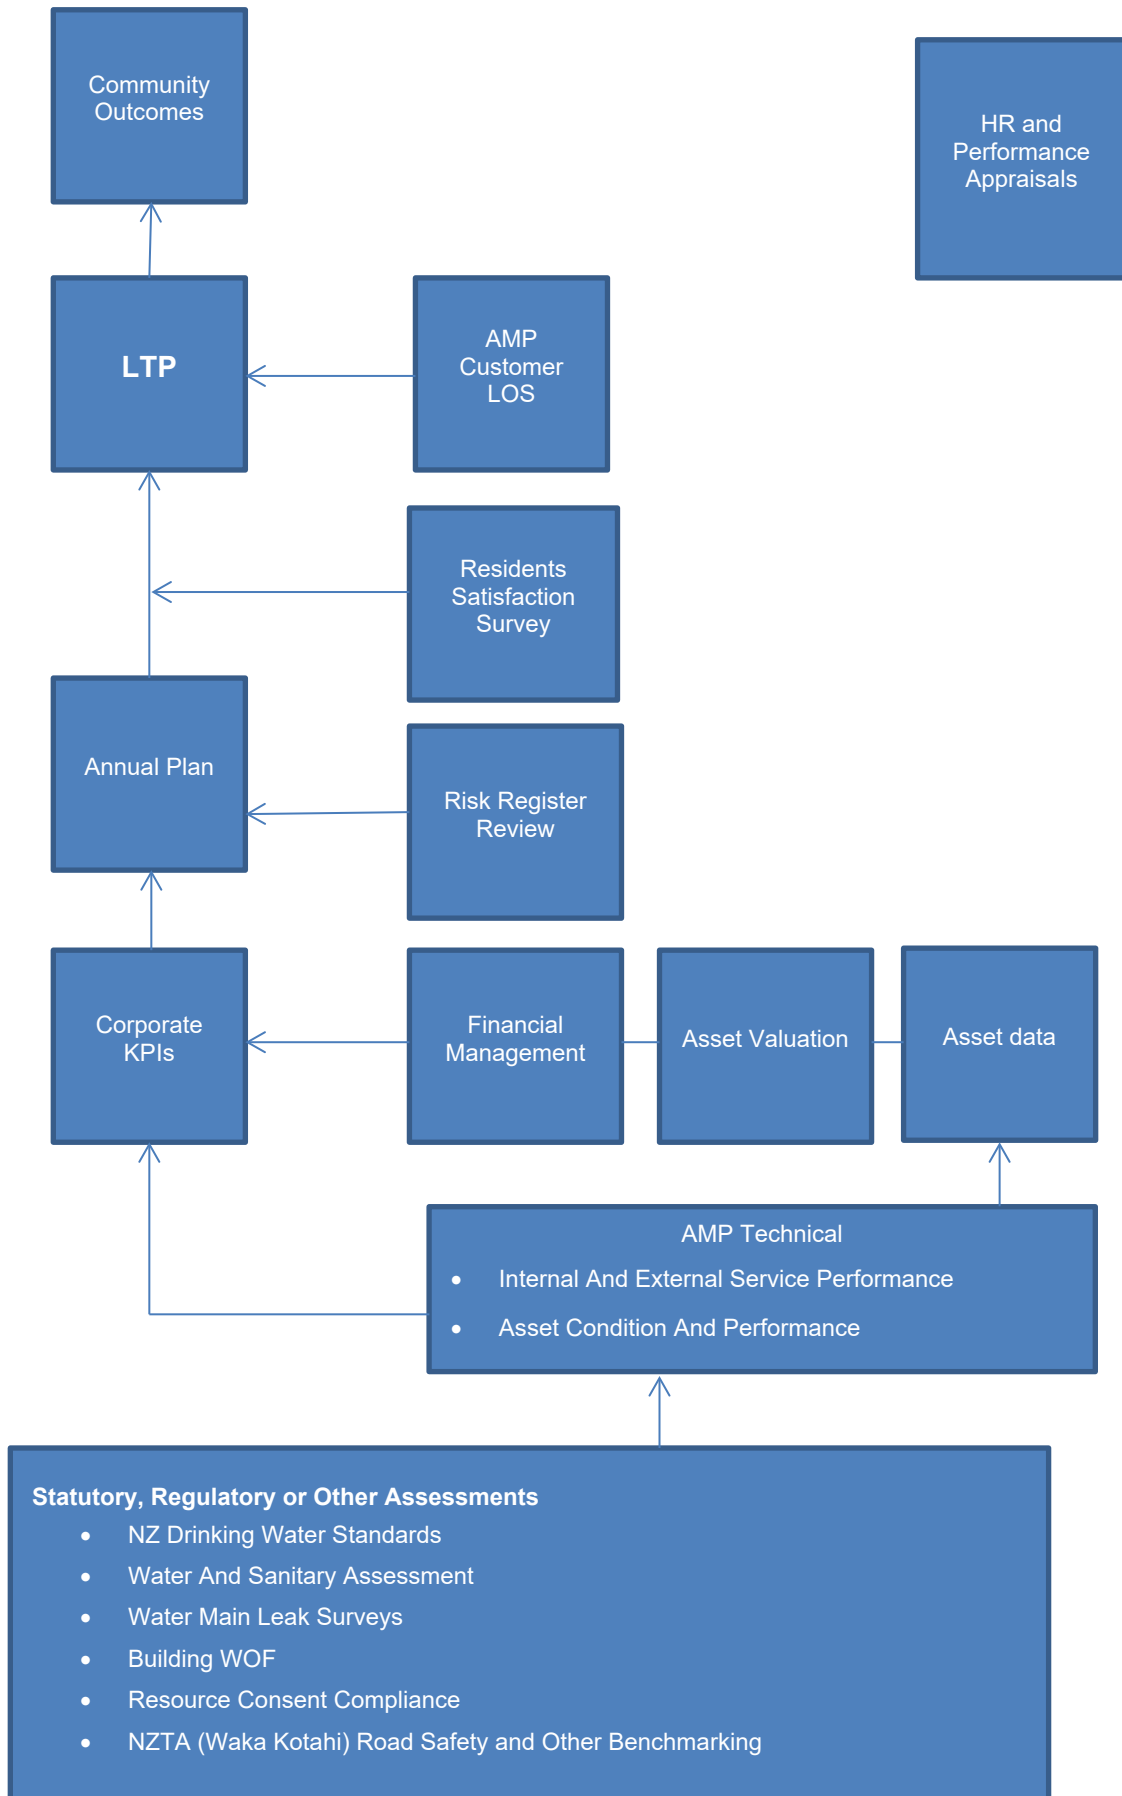 Community
Outcomes
HR and
Performance
Appraisals
LTP
AMP
Customer
LOS
Residents
Satisfaction
Survey
Annual Plan
Risk Register
Review
Corporate
KPIs
Financial
Management
Asset Valuation
Asset data
AMP Technical
• Internal And External Service Performance
• Asset Condition And Performance
Statutory, Regulatory or Other Assessments
• NZ Drinking Water Standards
• Water And Sanitary Assessment
• Water Main Leak Surveys
• Building WOF
• Resource Consent Compliance
• NZTA (Waka Kotahi) Road Safety and Other Benchmarking